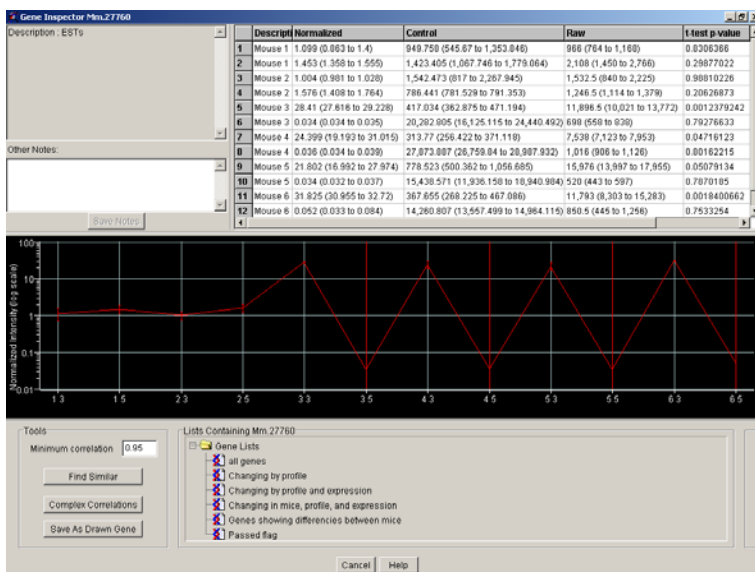 Gene Inspector Mm.27760
Description : ESTs
Other Notes:
Save Notes
Descripti Normalized Control Raw t-test p-value
1 Mouse 1 1.099 (0.863 to 1.4) 949.758 (545.67 to 1,353.846) 966 (764 to 1,168) 0.8306366
2 Mouse 1 1.453 (1.358 to 1.555) 1,423.405 (1,067.746 to 1,779.064) 2,108 (1,450 to 2,766) 0.29877022
3 Mouse 2 1.004 (0.981 to 1.028) 1,542.473 (817 to 2,267.945) 1,532.5 (840 to 2,225) 0.98810226
4 Mouse 2 1.576 (1.408 to 1.764) 786.441 (781.529 to 791.353) 1,246.5 (1,114 to 1,379) 0.20626873
5 Mouse 3 28.41 (27.616 to 29.228) 417.034 (362.875 to 471.194) 11,896.5 (10,021 to 13,772) 0.0012379242
6 Mouse 3 0.034 (0.034 to 0.035) 20,282.805 (16,125.115 to 24,440.492) 698 (558 to 838) 0.79276633
7 Mouse 4 24.399 (19.193 to 31.015) 313.77 (256.422 to 371.118) 7,538 (7,123 to 7,953) 0.04716123
8 Mouse 4 0.036 (0.034 to 0.039) 27,873.887 (26,759.84 to 28,987.932) 1,016 (906 to 1,126) 0.00162215
9 Mouse 5 21.802 (16.992 to 27.974) 778.523 (500.362 to 1,056.685) 15,976 (13,997 to 17,955) 0.05079134
10 Mouse 5 0.034 (0.032 to 0.037) 15,438.571 (11,936.158 to 18,940.984) 520 (443 to 597) 0.7870185
11 Mouse 6 31.825 (30.955 to 32.72) 367.655 (268.225 to 467.086) 11,793 (8,303 to 15,283) 0.0018400662
12 Mouse 6 0.052 (0.033 to 0.084) 14,260.807 (13,557.499 to 14,964.115) 850.5 (445 to 1,256) 0.7533254
Normalized Intensity (log scale)
100
10
1
0.1
0.01
1 3 1 5 2 3 2 5 3 3 3 5 4 3 4 5 5 3 5 5 6 3 6 5
Tools
Minimum correlation 0.95
Find Similar
Complex Correlations
Save As Drawn Gene
Lists Containing Mm.27760
Gene Lists
all genes
Changing by profile
Changing by profile and expression
Changing in mice, profile, and expression
Genes showing differencies between mice
Passed flag
Cancel Help